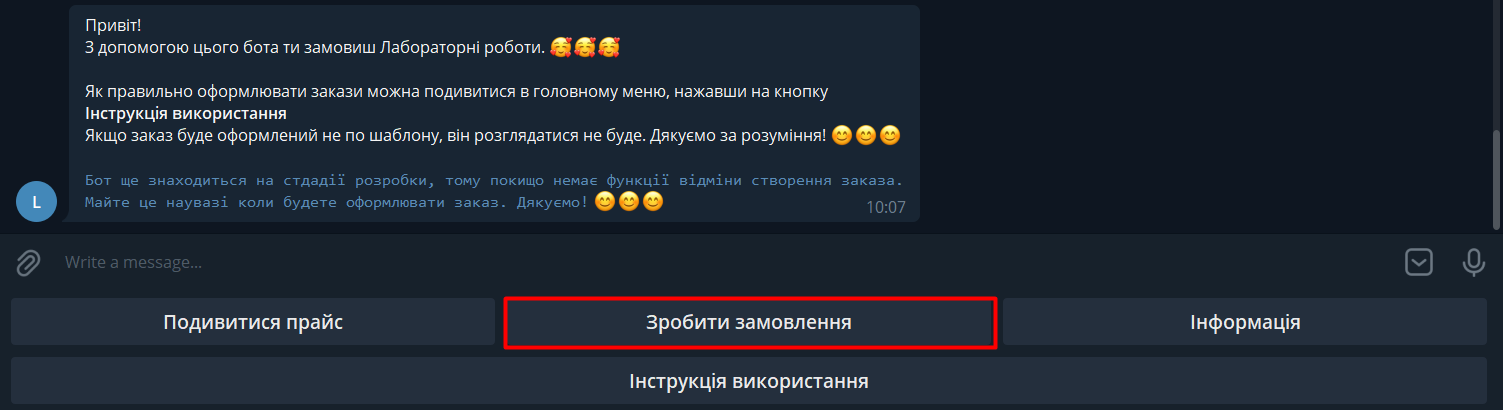 Привіт!
З допомогою цього бота ти замовиш Лабораторні роботи. 🥰🥰🥰
Як правильно оформлювати закази можна подивитися в головному меню, нажавши на кнопку
Інструкція використання
Якщо заказ буде оформлений не по шаблону, він розглядатися не буде. Дякуємо за розуміння! 😊😊😊
Бот ще знаходиться на стдадії розробки, тому покищо немає функції відміни створення заказа.
Майте це наувазі коли будете оформлювати заказ. Дякуємо! 😊😊😊
L
10:07
Write a message...
Подивитися прайс
Зробити замовлення
Інформація
Інструкція використання